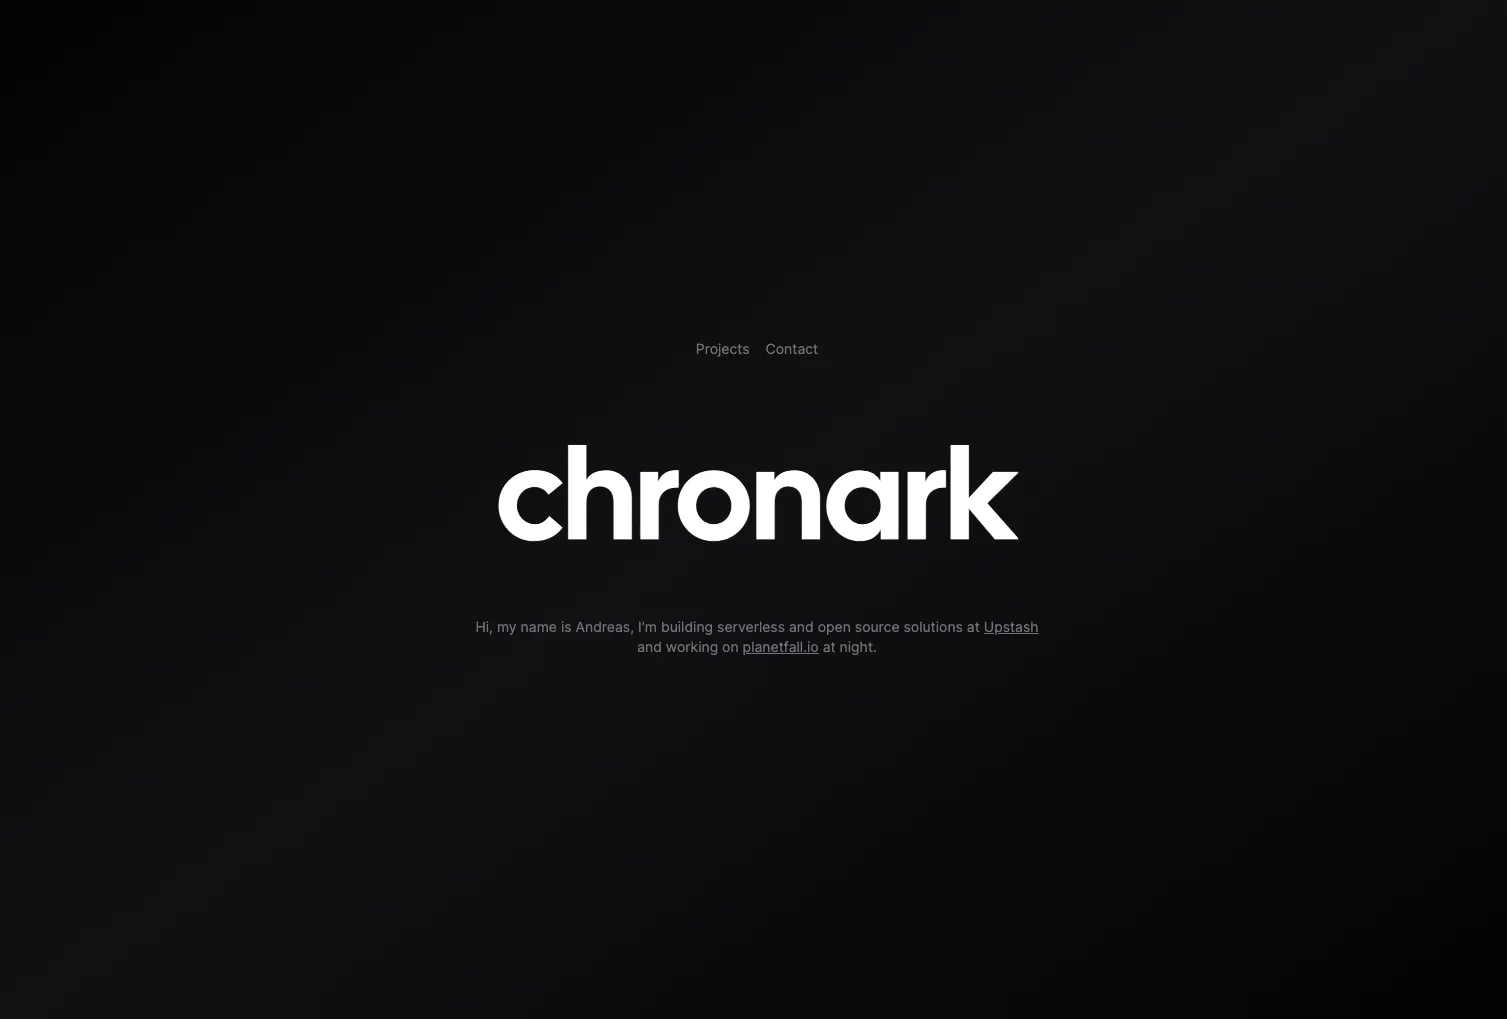 Projects Contact
chronark
Hi, my name is Andreas, I'm building serverless and open source solutions at Upstash
and working on planetfall.io at night.